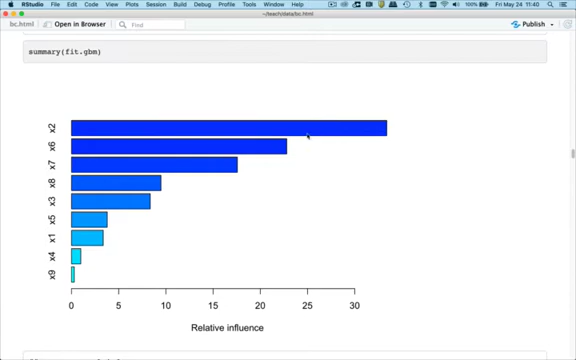 RStudio File Edit Code View Plots Session Build Debug Profile Tools Window Help 100% Fri May 24 11:40
~/teach/data/bc.html
bc.html Open in Browser Find Publish
summary(fit.gbm)
x2
x6
x7
x8
x3
x5
x1
x4
x9
0 5 10 15 20 25 30
Relative influence